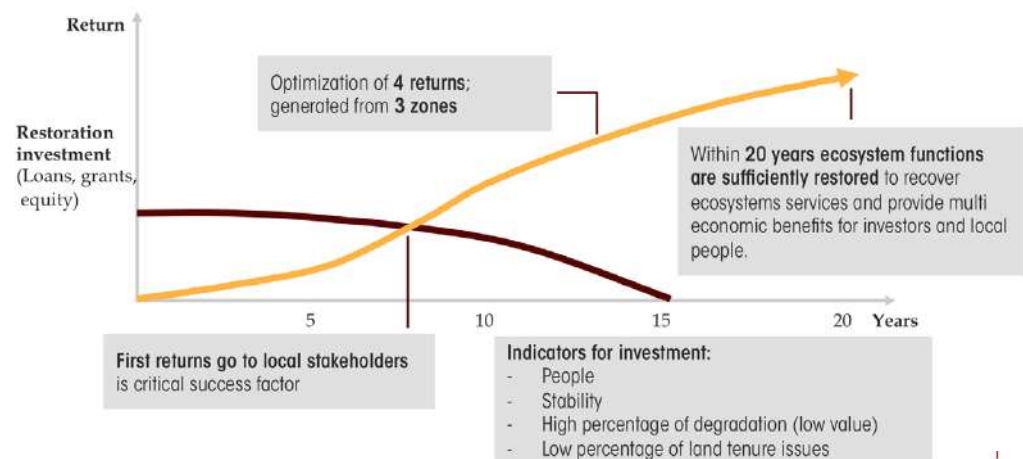 Return
Optimization of 4 returns;
generated from 3 zones
Restoration
investment
(Loans, grants,
equity)
Within 20 years ecosystem functions
are sufficiently restored to recover
ecosystems services and provide multi
economic benefits for investors and local
people.
5 10 15 20 Years
First returns go to local stakeholders
is critical success factor
Indicators for investment:
- People
- Stability
- High percentage of degradation (low value)
- Low percentage of land tenure issues